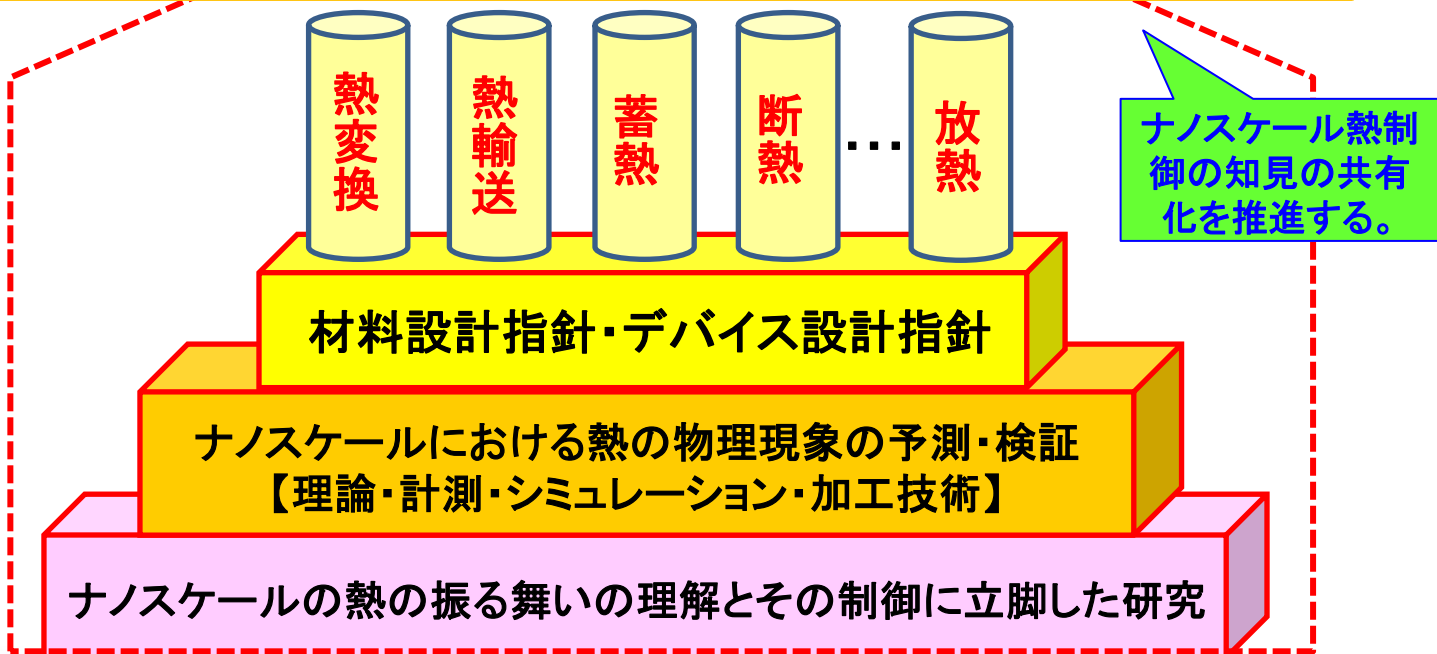 熱変換
熱輸送
蓄熱
断熱
…
放熱
ナノスケール熱制
御の知見の共有
化を推進する。
材料設計指針・デバイス設計指針
ナノスケールにおける熱の物理現象の予測・検証
【理論・計測・シミュレーション・加工技術】
ナノスケールの熱の振る舞いの理解とその制御に立脚した研究